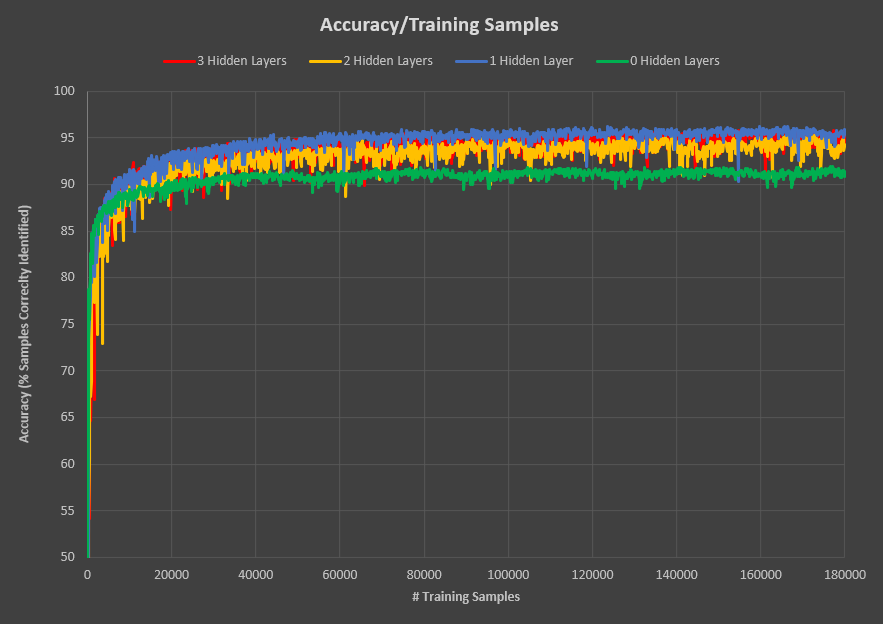 Accuracy/Training Samples
3 Hidden Layers 2 Hidden Layers 1 Hidden Layer 0 Hidden Layers
100
95
90
85
80
75
70
65
60
55
50
Accuracy (% Samples Correclty Identified)
0 20000 40000 60000 80000 100000 120000 140000 160000 180000
# Training Samples